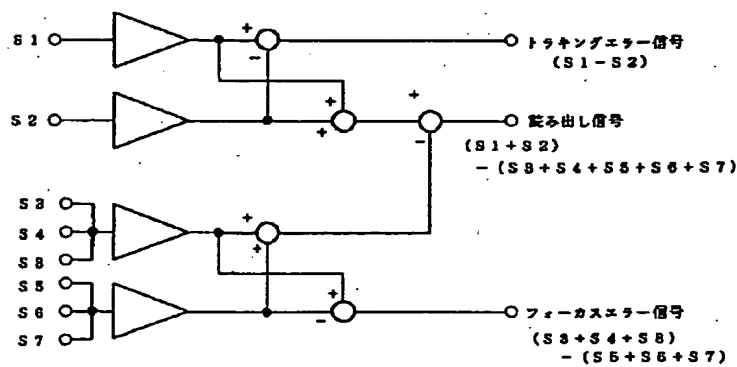 S1
+
−
トラキングエラー信号
(S1−S2)
S2
+
+
+
−
読み出し信号
(S1+S2)
−(S3+S4+S5+S6+S7)
S3
S4
S8
+
+
S5
S6
S7
+
−
フォーカスエラー信号
(S3+S4+S8)
−(S5+S6+S7)